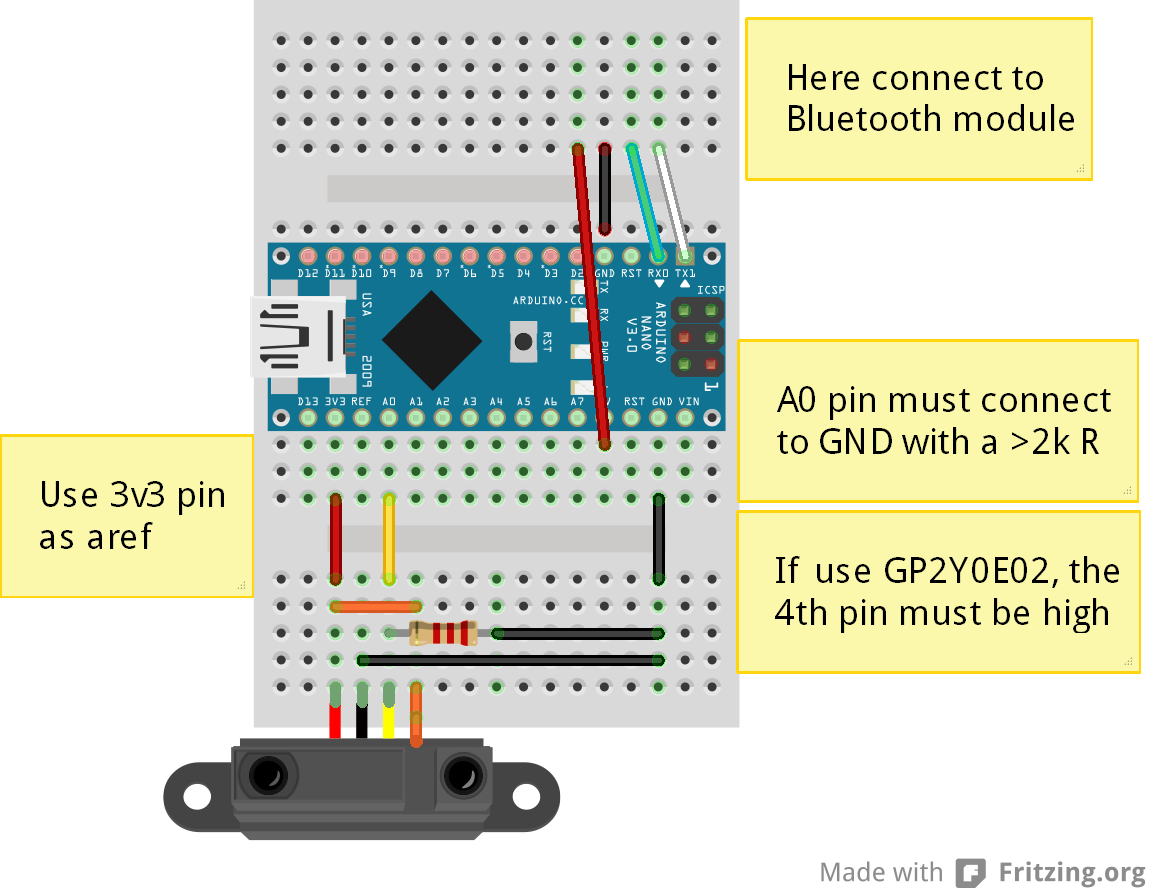 Here connect to
Bluetooth module
D12 D11 D10 D9 D8 D7 D6 D5 D4 D3 D2 GND RST RX0 TX1
ICSP
ARDUINO.CC
TX
RX
PWR
RST
USA
2009
ARDUINO
NANO
V3.0
1
D13 3V3 REF A0 A1 A2 A3 A4 A5 A6 A7 V RST GND VIN
A0 pin must connect
to GND with a >2k R
Use 3v3 pin
as aref
If use GP2Y0E02, the
4th pin must be high
Made with Fritzing.org